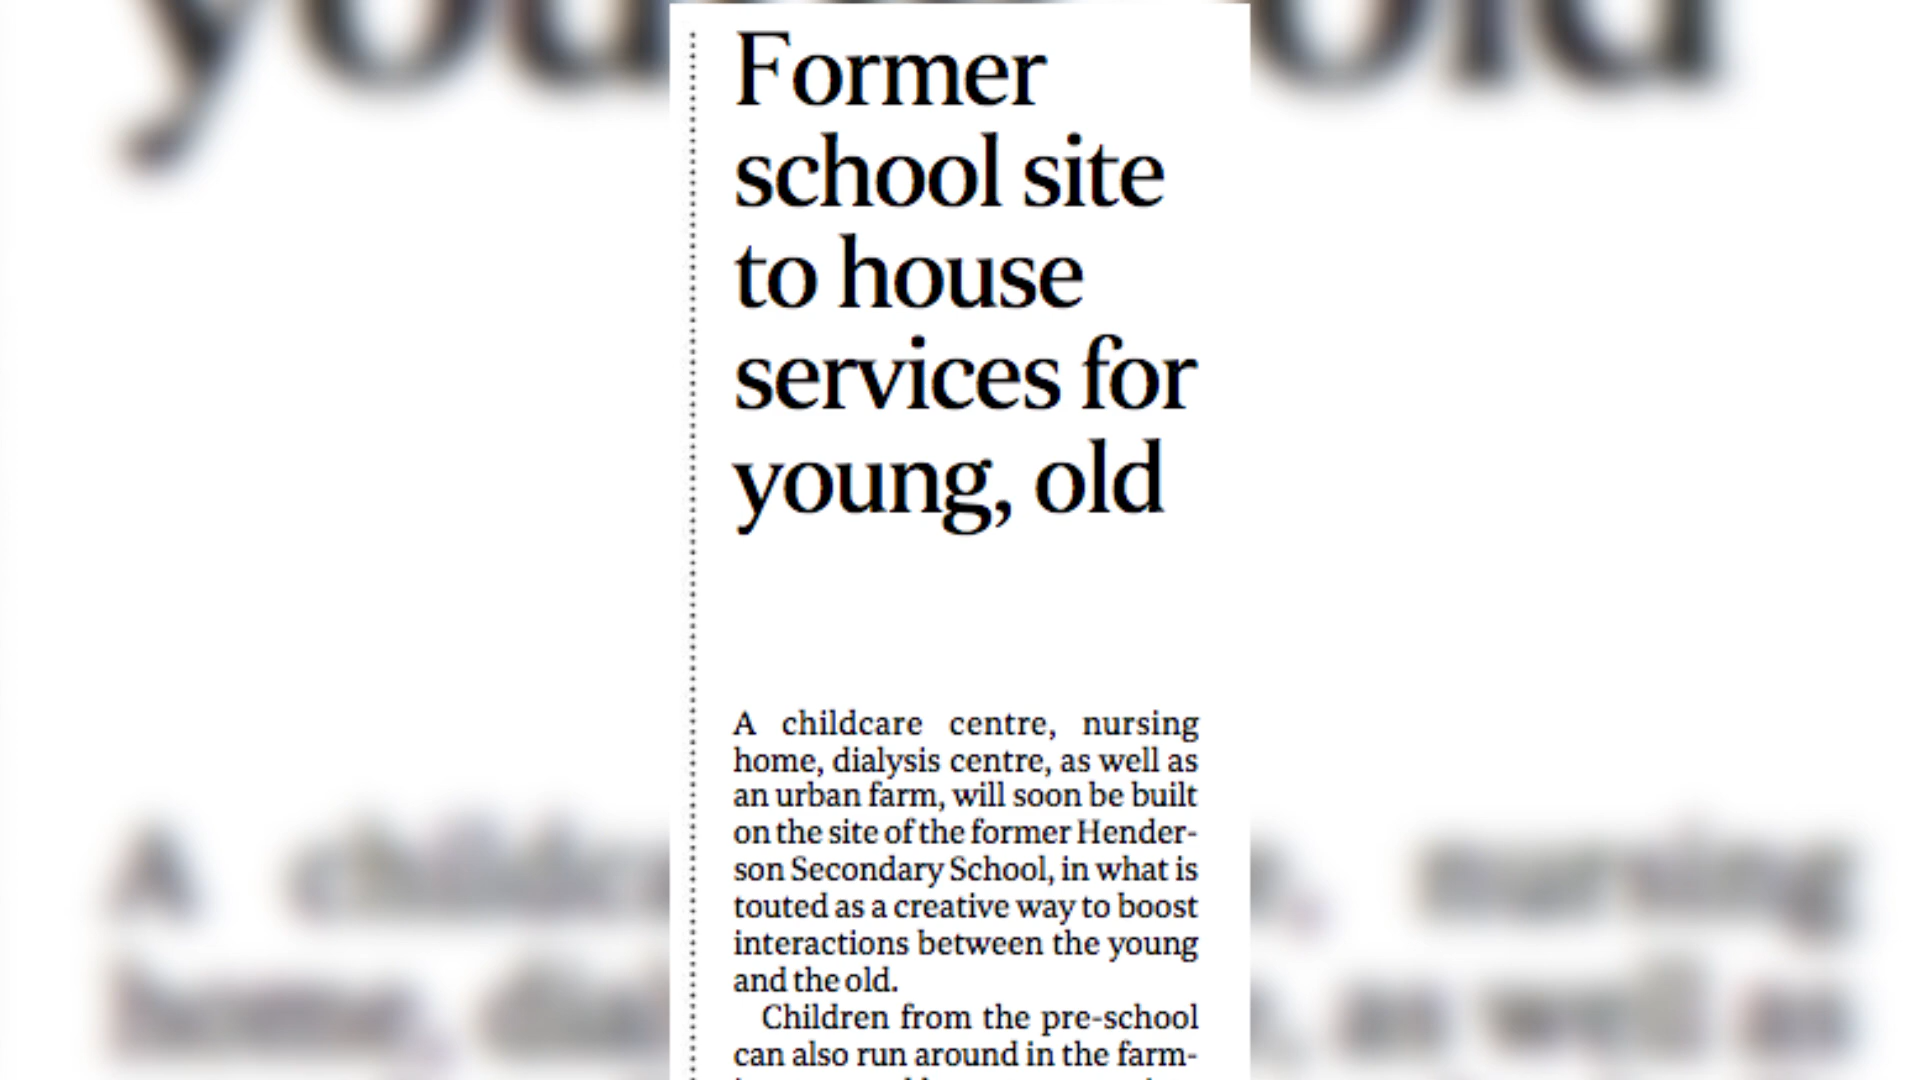 Former
school site
to house
services for
young, old
A childcare centre, nursing
home, dialysis centre, as well as
an urban farm, will soon be built
on the site of the former Hender-
son Secondary School, in what is
touted as a creative way to boost
interactions between the young
and the old.
Children from the pre-school
can also run around in the farm-